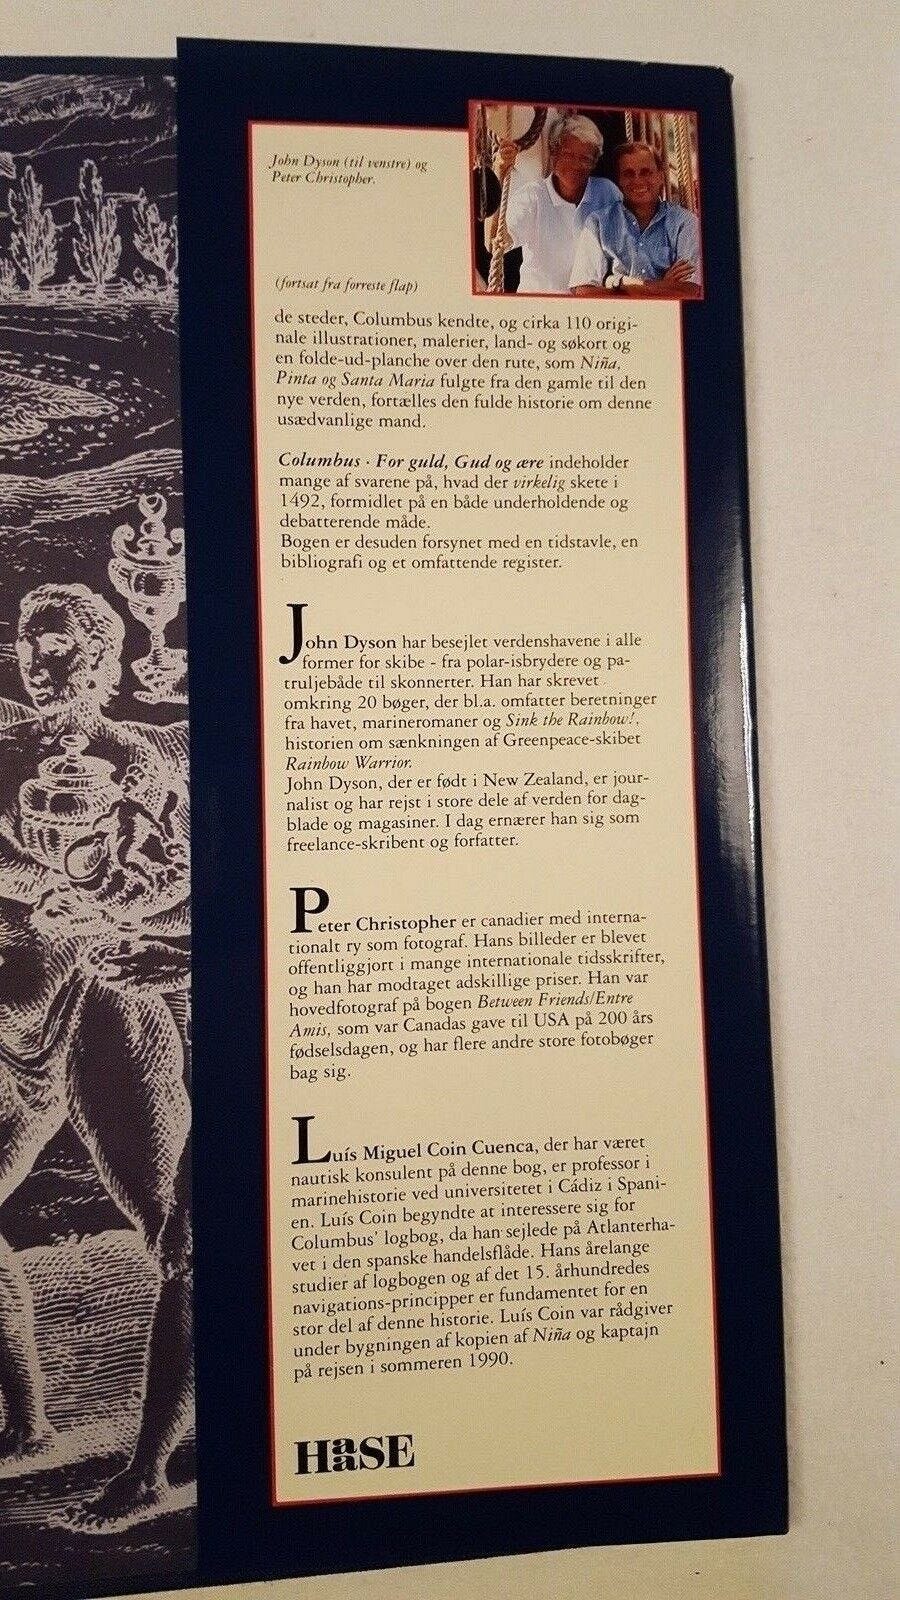 John Dyson (til venstre) og
Peter Christopher.
(fortsat fra forreste flap)
de steder, Columbus kendte, og cirka 110 origi-
nale illustrationer, malerier, land- og søkort og
en folde-ud-planche over den rute, som Niña,
Pinta og Santa Maria fulgte fra den gamle til den
nye verden, fortælles den fulde historie om denne
usædvanlige mand.
Columbus · For guld, Gud og ære indeholder
mange af svarene på, hvad der virkelig skete i
1492, formidlet på en både underholdende og
debatterende måde.
Bogen er desuden forsynet med en tidstavle, en
bibliografi og et omfattende register.
John Dyson har besejlet verdenshavene i alle
former for skibe - fra polar-isbrydere og pa-
truljebåde til skonnerter. Han har skrevet
omkring 20 bøger, der bl.a. omfatter beretninger
fra havet, marineromaner og Sink the Rainbow!,
historien om sænkningen af Greenpeace-skibet
Rainbow Warrior.
John Dyson, der er født i New Zealand, er jour-
nalist og har rejst i store dele af verden for dag-
blade og magasiner. I dag ernærer han sig som
freelance-skribent og forfatter.
Peter Christopher er canadier med interna-
tionalt ry som fotograf. Hans billeder er blevet
offentliggjort i mange internationale tidsskrifter,
og han har modtaget adskillige priser. Han var
hovedfotograf på bogen Between Friends/Entre
Amis, som var Canadas gave til USA på 200 års
fødselsdagen, og har flere andre store fotobøger
bag sig.
Luís Miguel Coin Cuenca, der har været
nautisk konsulent på denne bog, er professor i
marinehistorie ved universitetet i Cádiz i Spani-
en. Luís Coin begyndte at interessere sig for
Columbus' logbog, da han sejlede på Atlanterha-
vet i den spanske handelsflåde. Hans årelange
studier af logbogen og af det 15. århundredes
navigations-principper er fundamentet for en
stor del af denne historie. Luís Coin var rådgiver
under bygningen af kopien af Niña og kaptajn
på rejsen i sommeren 1990.
HaaSE